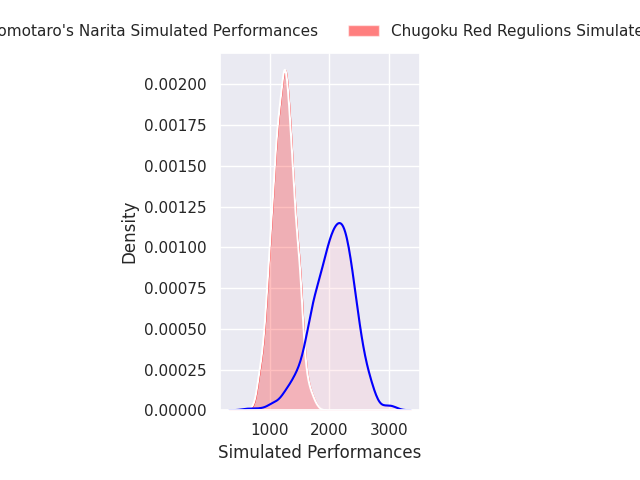 omotaro's Narita Simulated Performances
Chugoku Red Regulions Simulate
0.00200
0.00175
0.00150
0.00125
0.00100
0.00075
0.00050
0.00025
0.00000
Density
1000 2000 3000
Simulated Performances